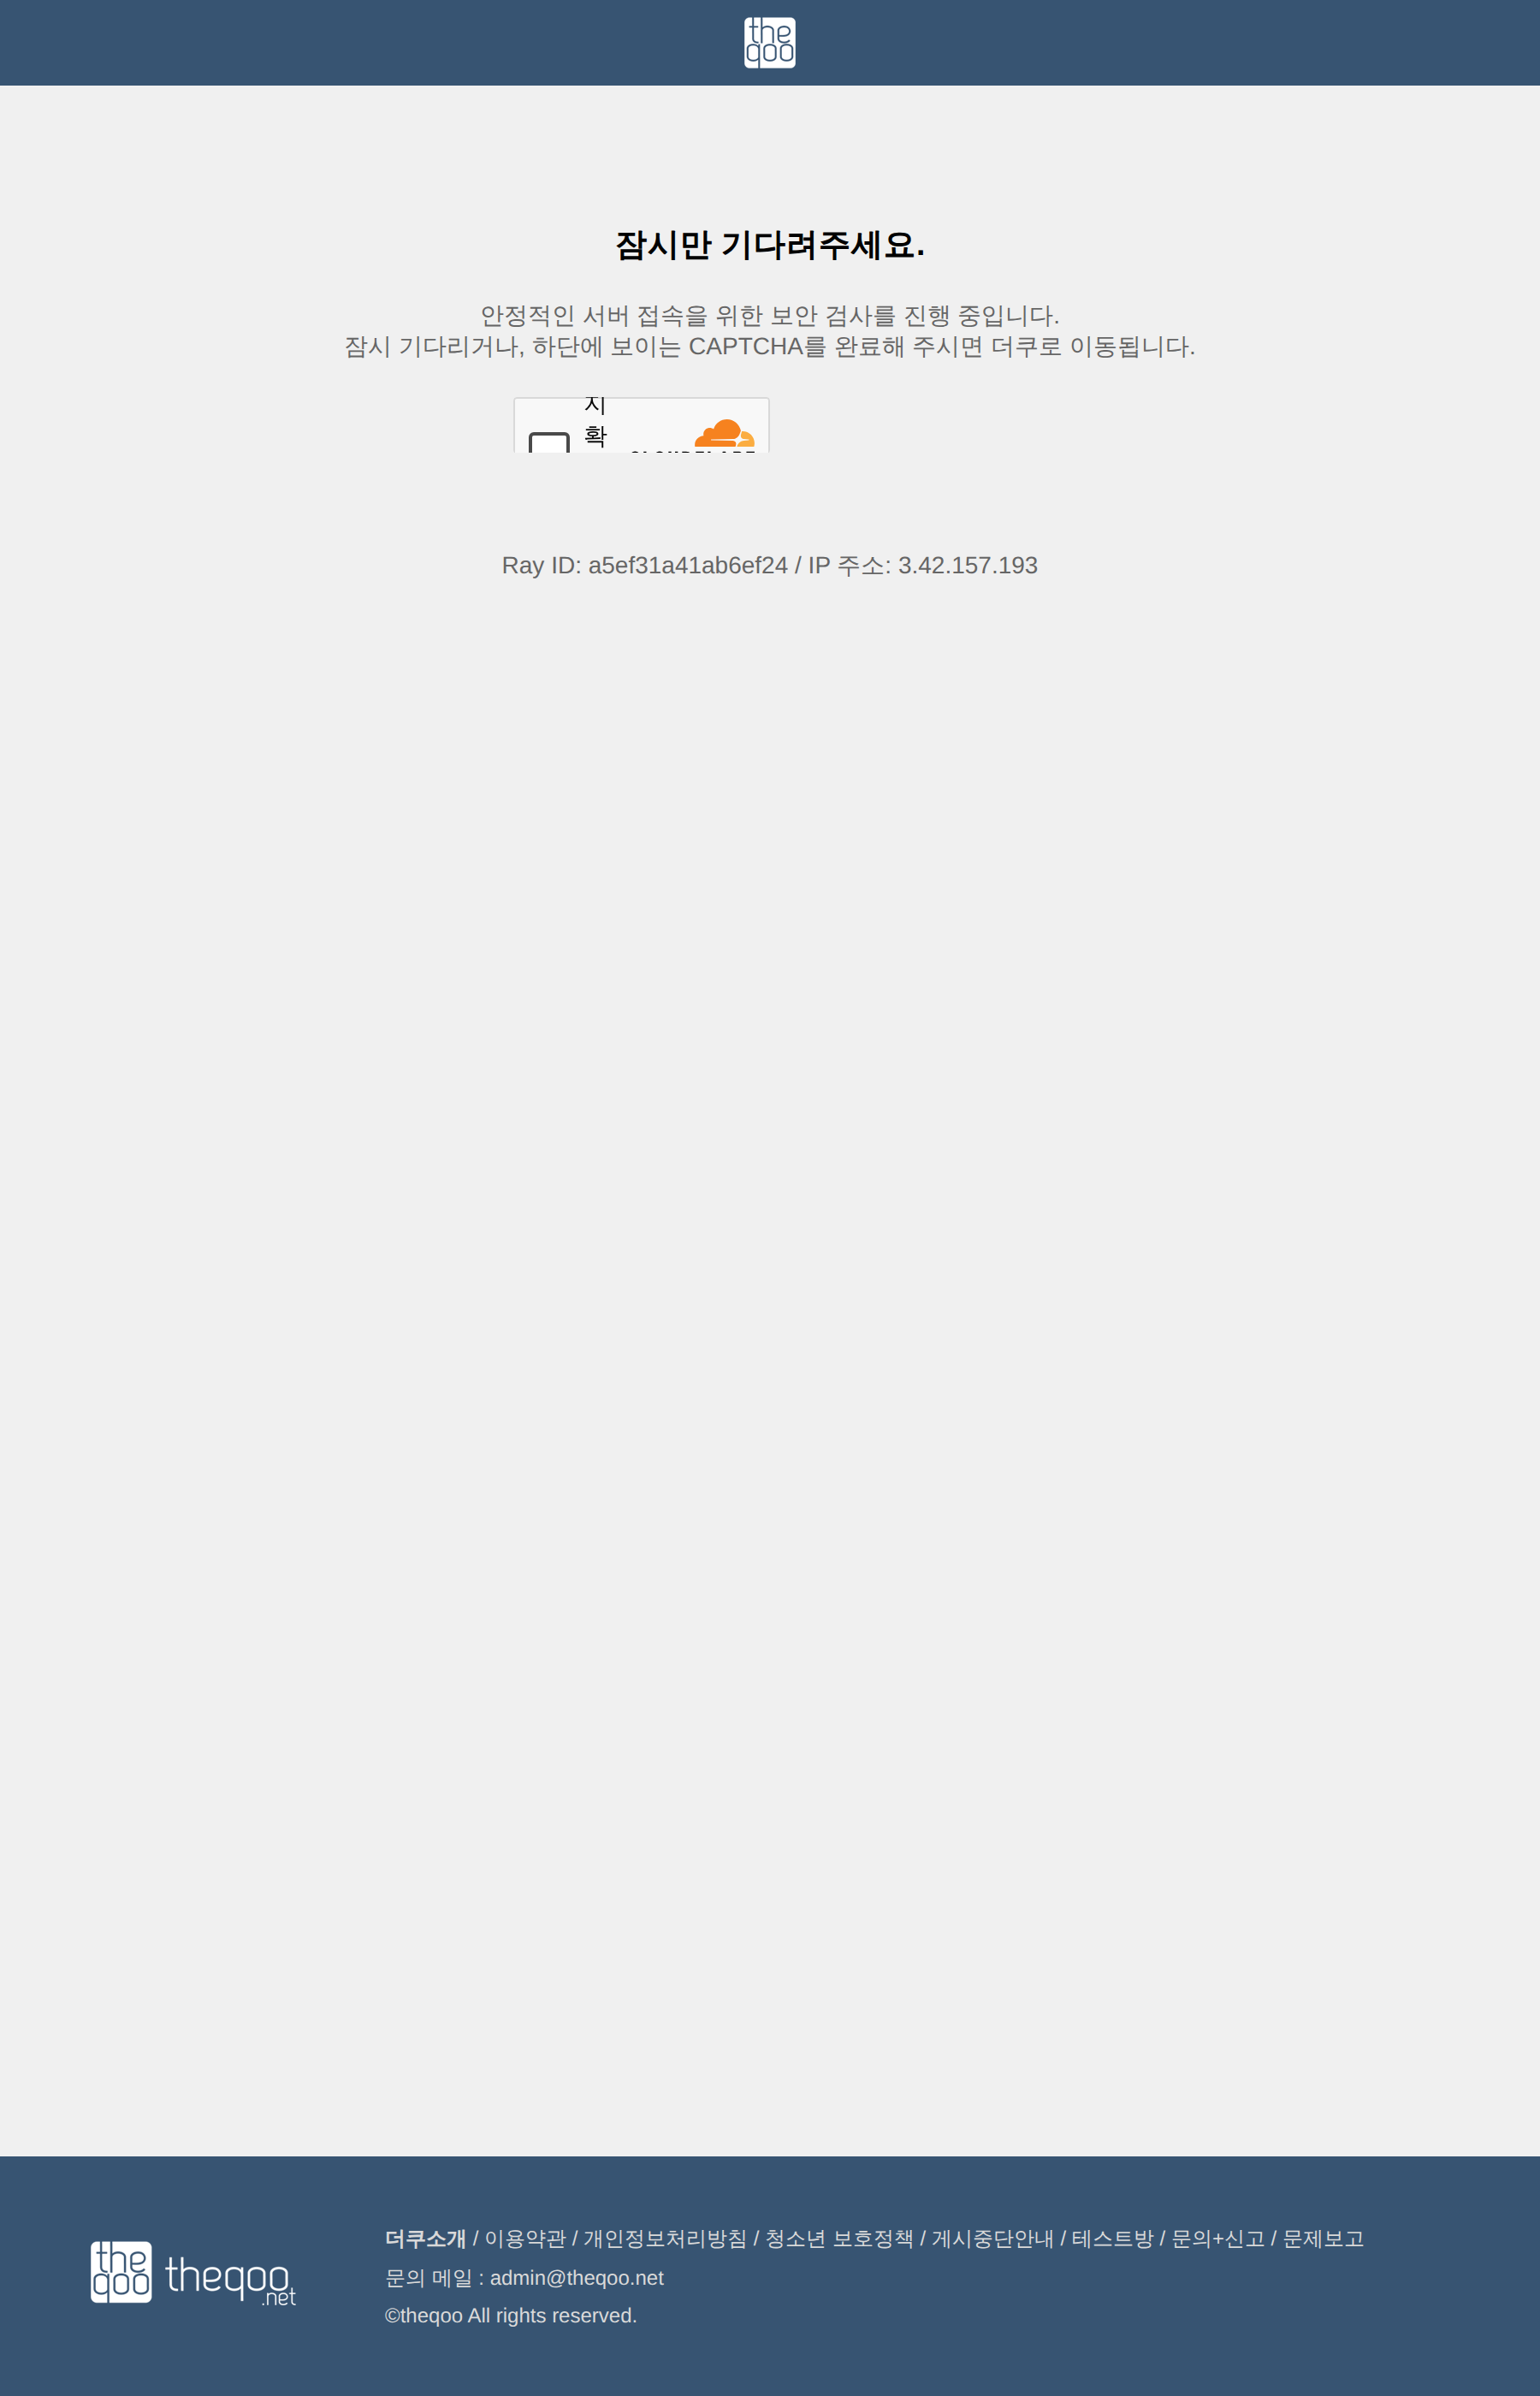 the
qoo
잠시만 기다려주세요.
안정적인 서버 접속을 위한 보안 검사를 진행 중입니다.
잠시 기다리거나, 하단에 보이는 CAPTCHA를 완료해 주시면 더쿠로 이동됩니다.
지
확
Ray ID: a5ef31a41ab6ef24 / IP 주소: 3.42.157.193
the
qoo
theqoo
.net
더쿠소개 / 이용약관 / 개인정보처리방침 / 청소년 보호정책 / 게시중단안내 / 테스트방 / 문의+신고 / 문제보고
문의 메일 : admin@theqoo.net
©theqoo All rights reserved.